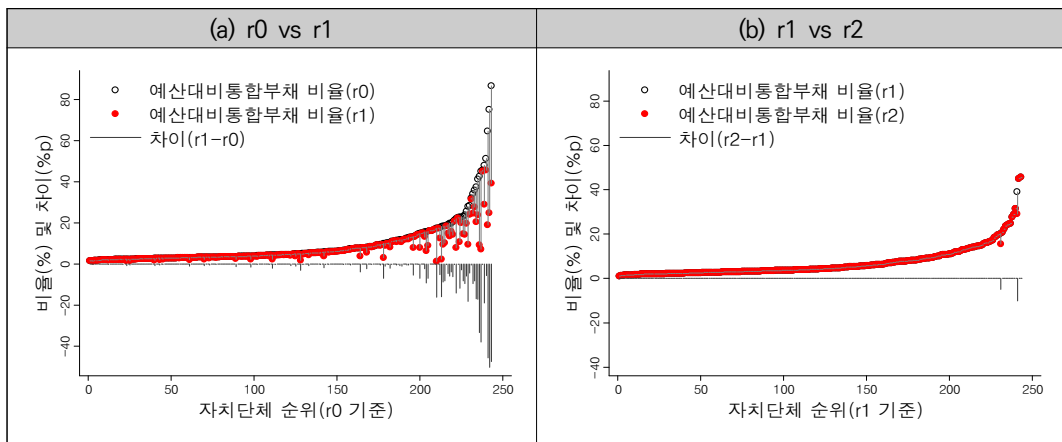 (a) r0 vs r1
(b) r1 vs r2
예산대비통합부채 비율(r0)
예산대비통합부채 비율(r1)
차이(r1-r0)
비율(%) 및 차이(%p)
80
60
40
20
0
-20
-40
0 50 100 150 200 250
자치단체 순위(r0 기준)
예산대비통합부채 비율(r1)
예산대비통합부채 비율(r2)
차이(r2-r1)
비율(%) 및 차이(%p)
80
60
40
20
0
-20
-40
0 50 100 150 200 250
자치단체 순위(r1 기준)